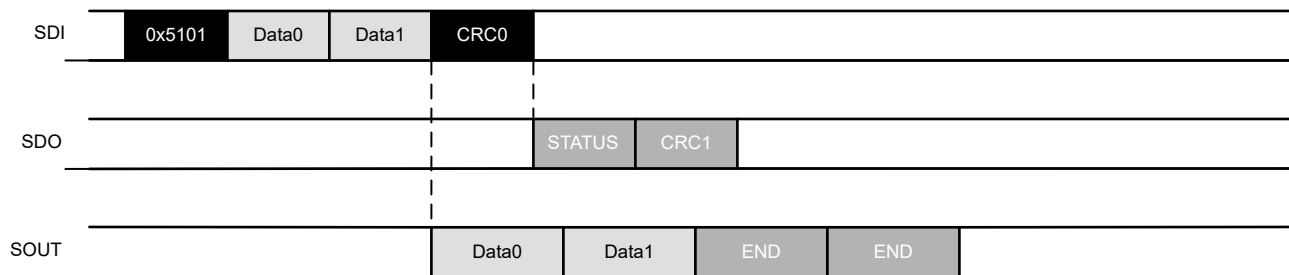 SDI 0x5101 Data0 Data1 CRC0
SDO STATUS CRC1
SOUT Data0 Data1 END END